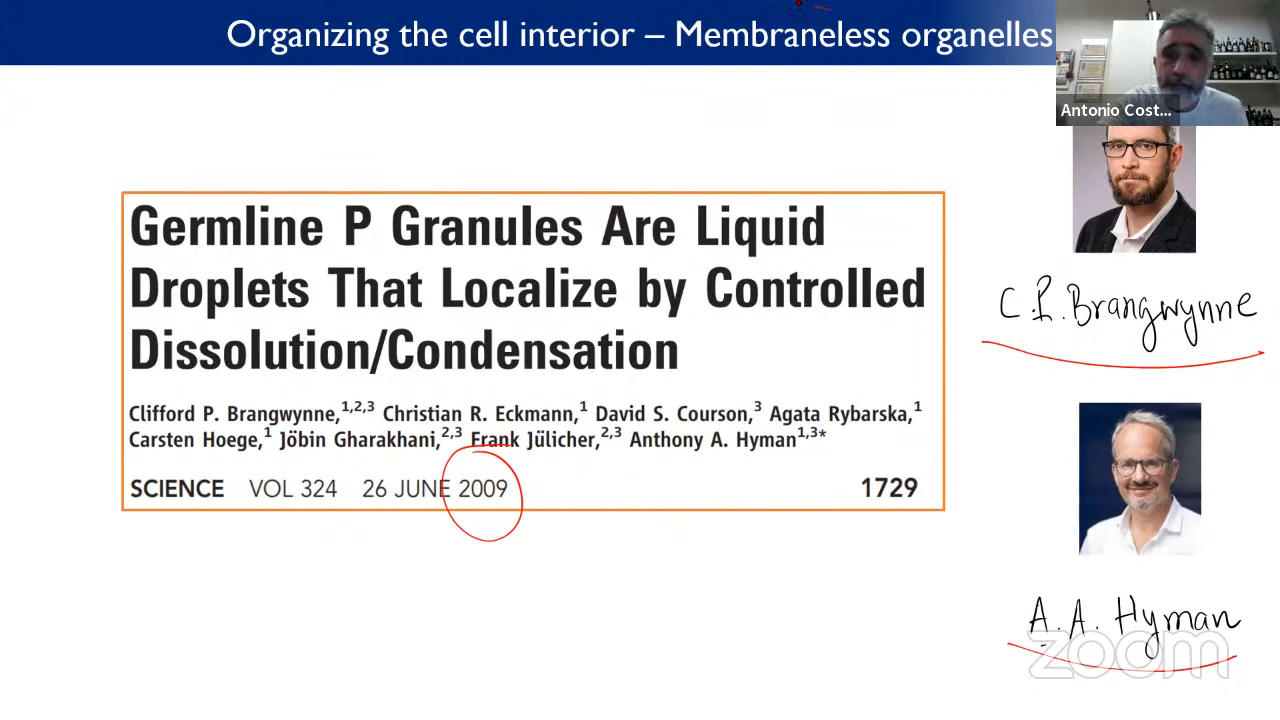 Organizing the cell interior – Membraneless organelles
Antonio Cost...
Germline P Granules Are Liquid
Droplets That Localize by Controlled
Dissolution/Condensation
Clifford P. Brangwynne,1,2,3 Christian R. Eckmann,1 David S. Courson,3 Agata Rybarska,1
Carsten Hoege,1 Jöbin Gharakhani,2,3 Frank Jülicher,2,3 Anthony A. Hyman1,3*
SCIENCE VOL 324 26 JUNE 2009 1729
C.P. Brangwynne
A. A. Hyman
zoom